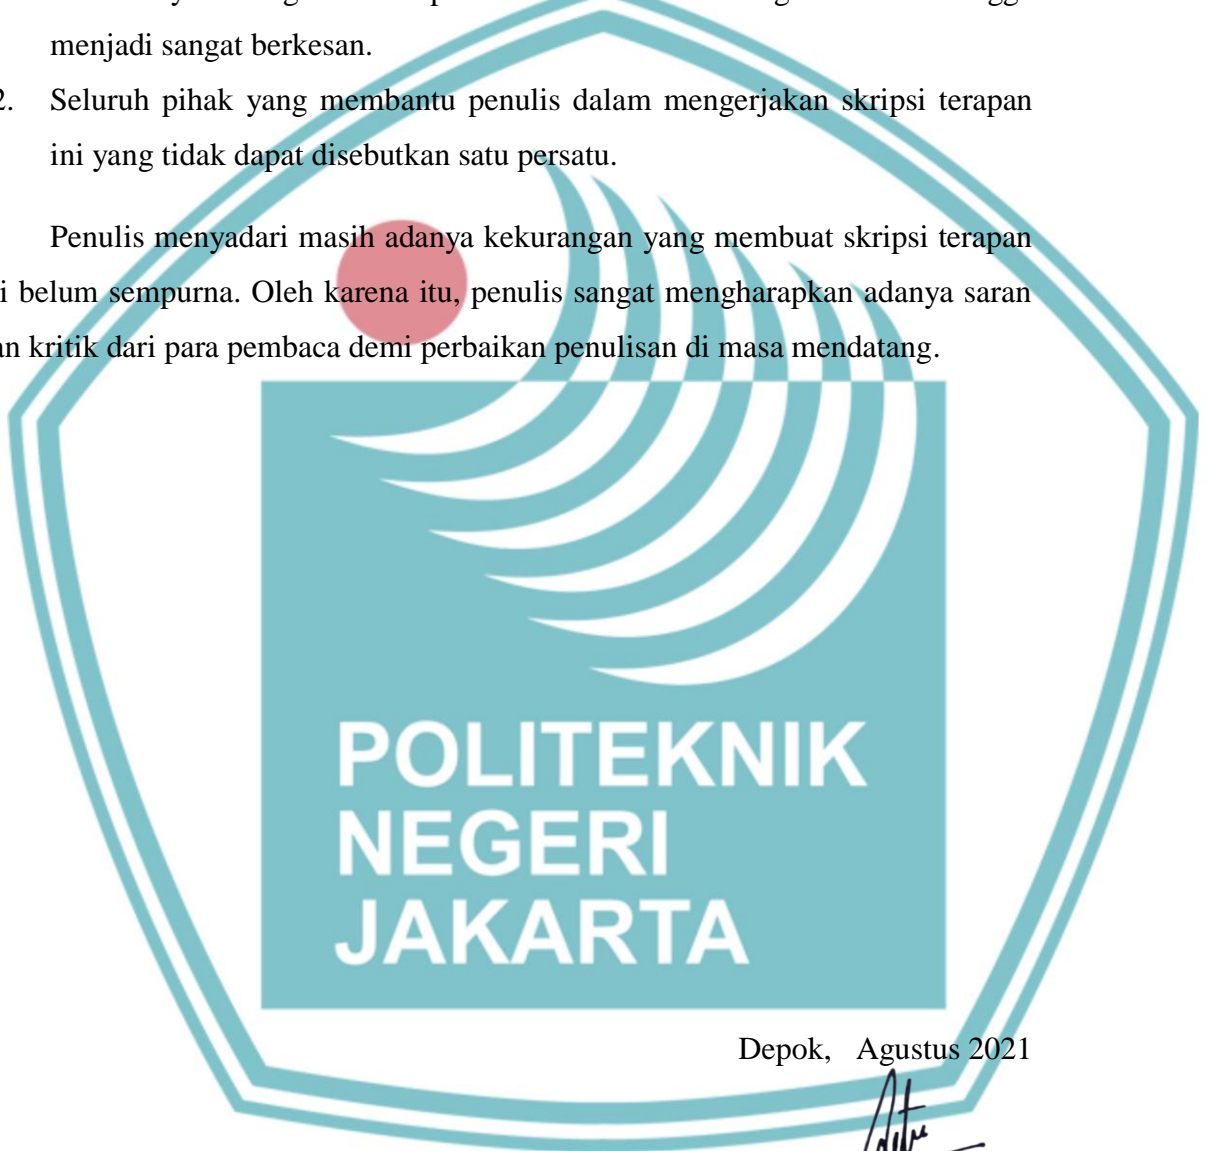 menjadi sangat berkesan.
2. Seluruh pihak yang membantu penulis dalam mengerjakan skripsi terapan
ini yang tidak dapat disebutkan satu persatu.
Penulis menyadari masih adanya kekurangan yang membuat skripsi terapan
i belum sempurna. Oleh karena itu, penulis sangat mengharapkan adanya saran
an kritik dari para pembaca demi perbaikan penulisan di masa mendatang.
POLITEKNIK
NEGERI
JAKARTA
Depok, Agustus 2021